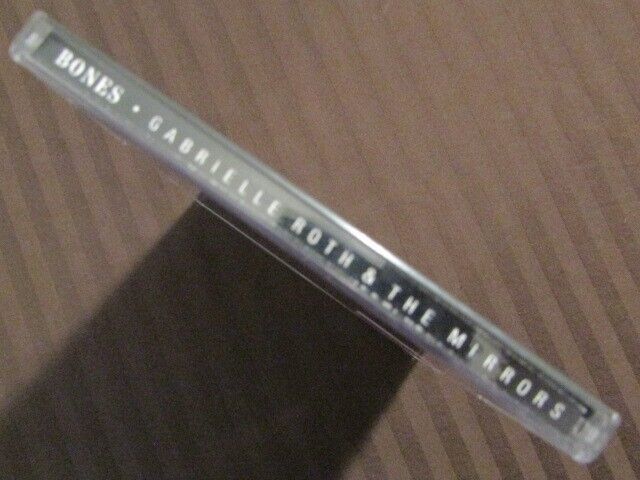 BONES • GABRIELLE ROTH & THE MIRRORS